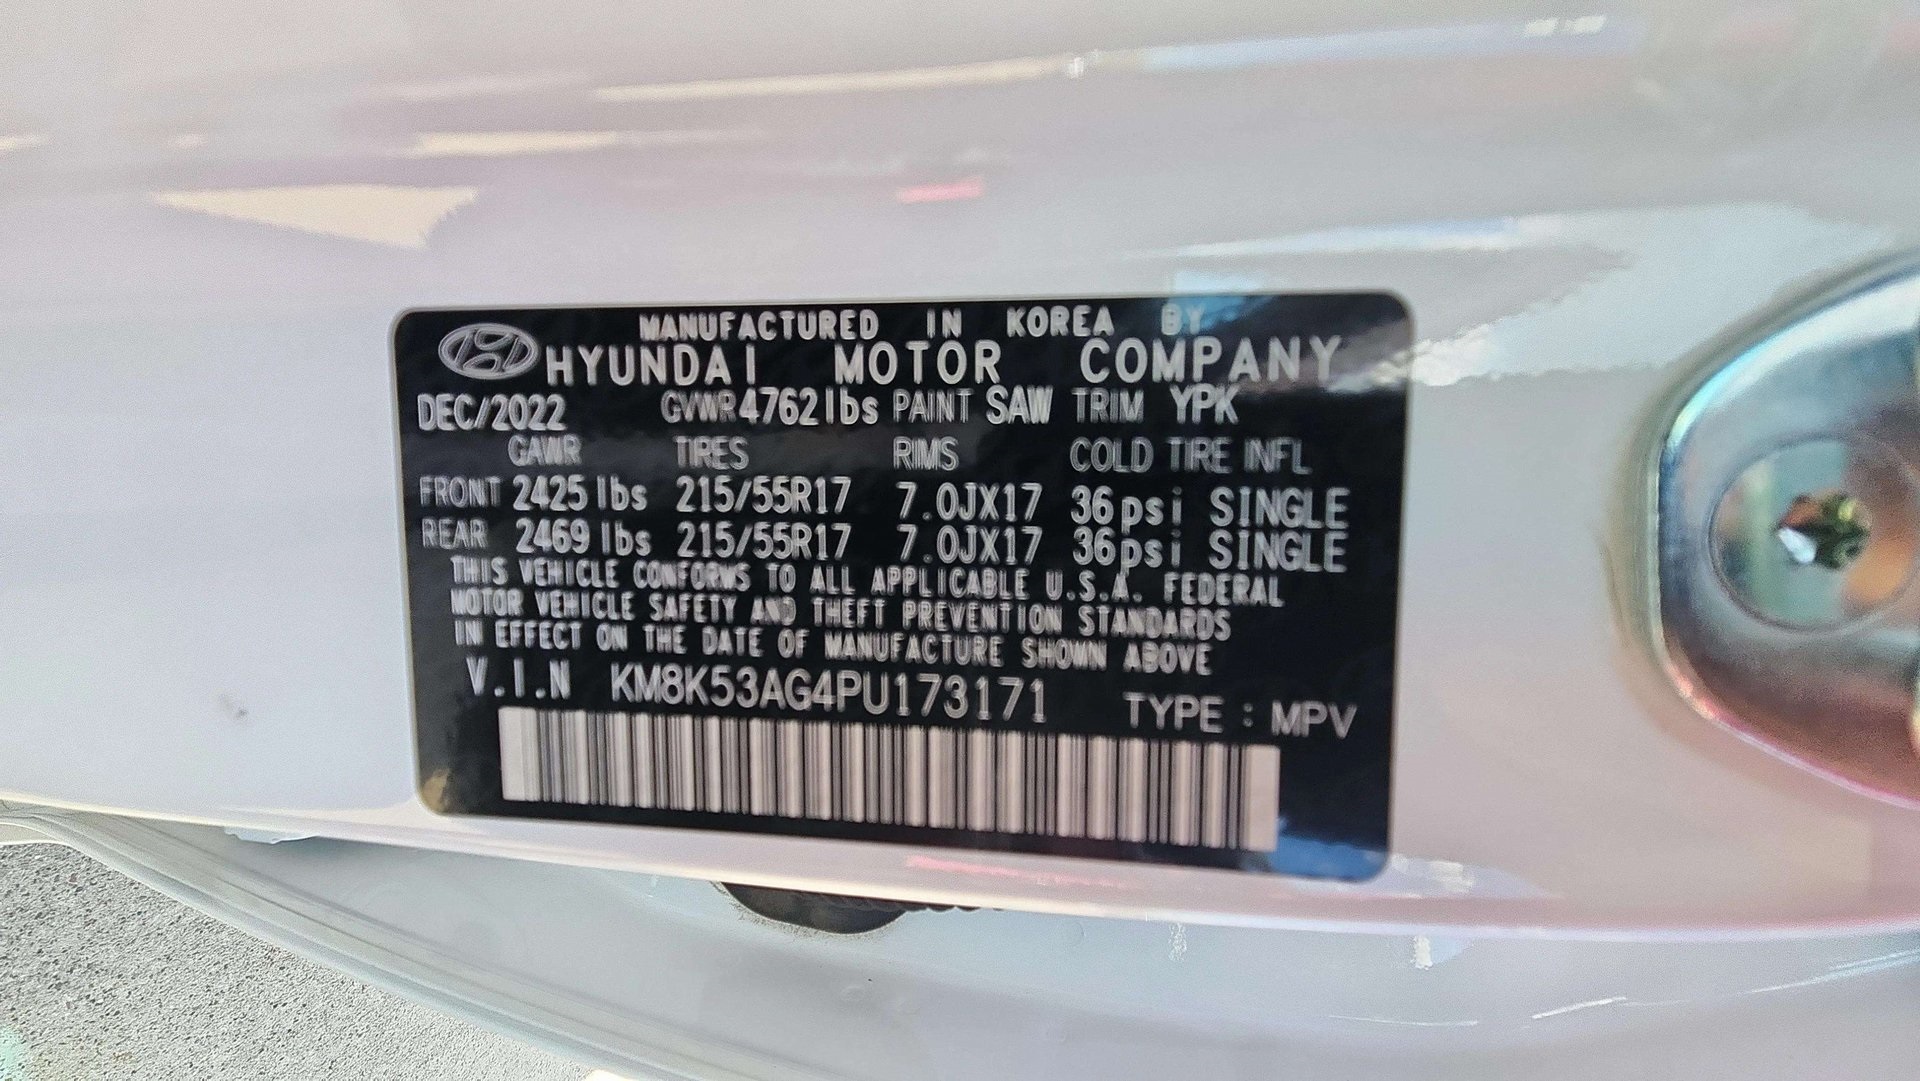 MANUFACTURED IN KOREA BY
HYUNDAI MOTOR COMPANY
DEC/2022 GVWR 4762lbs PAINT SAW TRIM YPK
GAWR TIRES RIMS COLD TIRE INFL
FRONT 2425 lbs 215/55R17 7.0JX17 36psi SINGLE
REAR 2469 lbs 215/55R17 7.0JX17 36psi SINGLE
THIS VEHICLE CONFORMS TO ALL APPLICABLE U.S.A. FEDERAL
MOTOR VEHICLE SAFETY AND THEFT PREVENTION STANDARDS
IN EFFECT ON THE DATE OF MANUFACTURE SHOWN ABOVE
V.I.N KM8K53AG4PU173171 TYPE : MPV